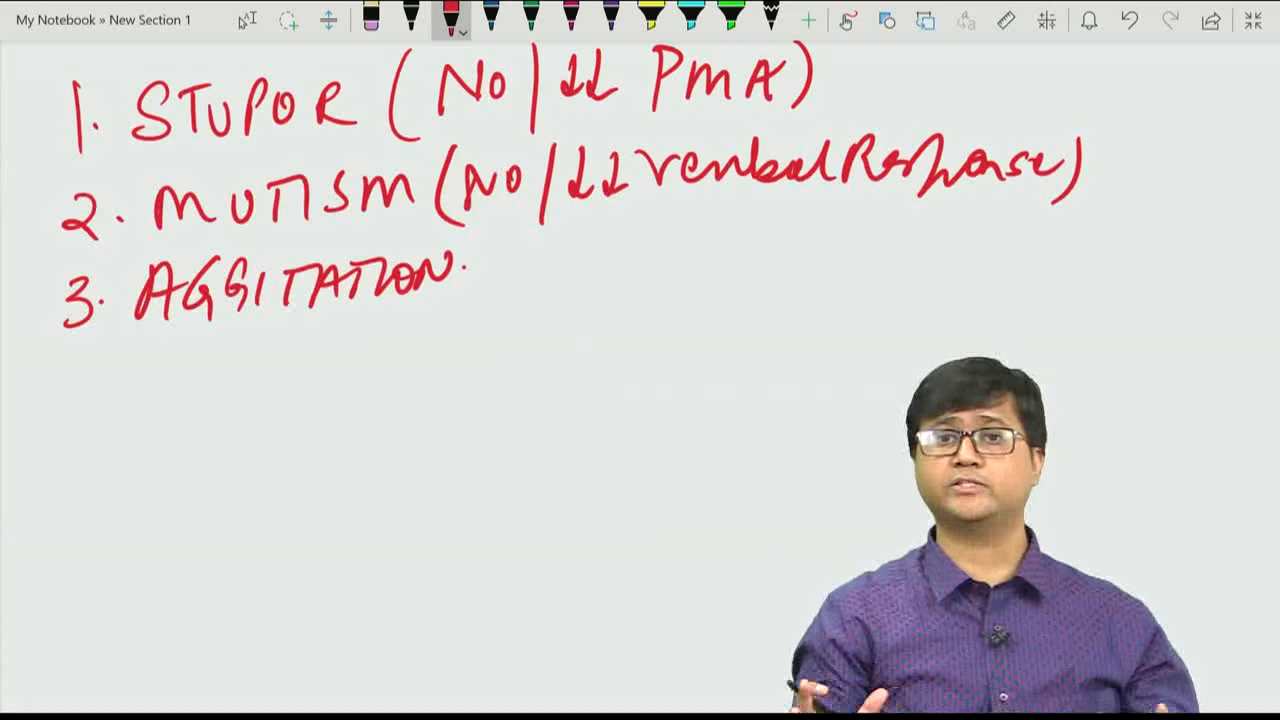 My Notebook » New Section 1
1. STUPOR (NO/↓↓ PMA)
2. MUTISM (NO/↓↓ verbal Response)
3. AGGITATION.